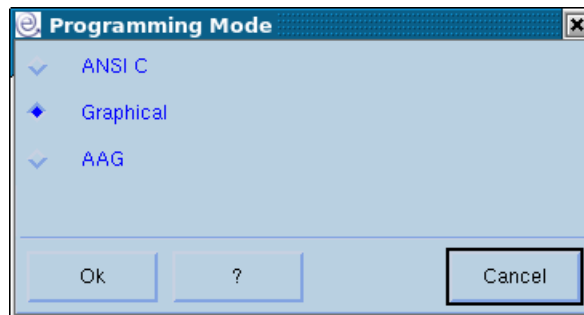 Programming Mode
ANSI C
Graphical
AAG
Ok ? Cancel